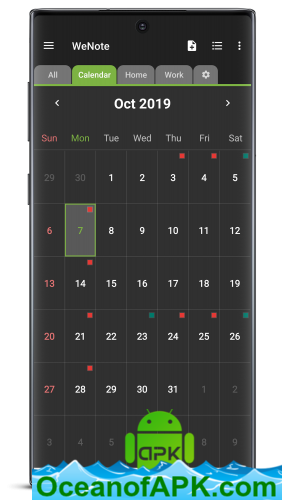 WeNote
All Calendar Home Work
Oct 2019
Sun Mon Tue Wed Thu Fri Sat
29 30 1 2 3 4 5
6 7 8 9 10 11 12
13 14 15 16 17 18 19
20 21 22 23 24 25 26
27 28 29 30 31 1 2
3 4 5 8 9
APK
OceanofAPK.com